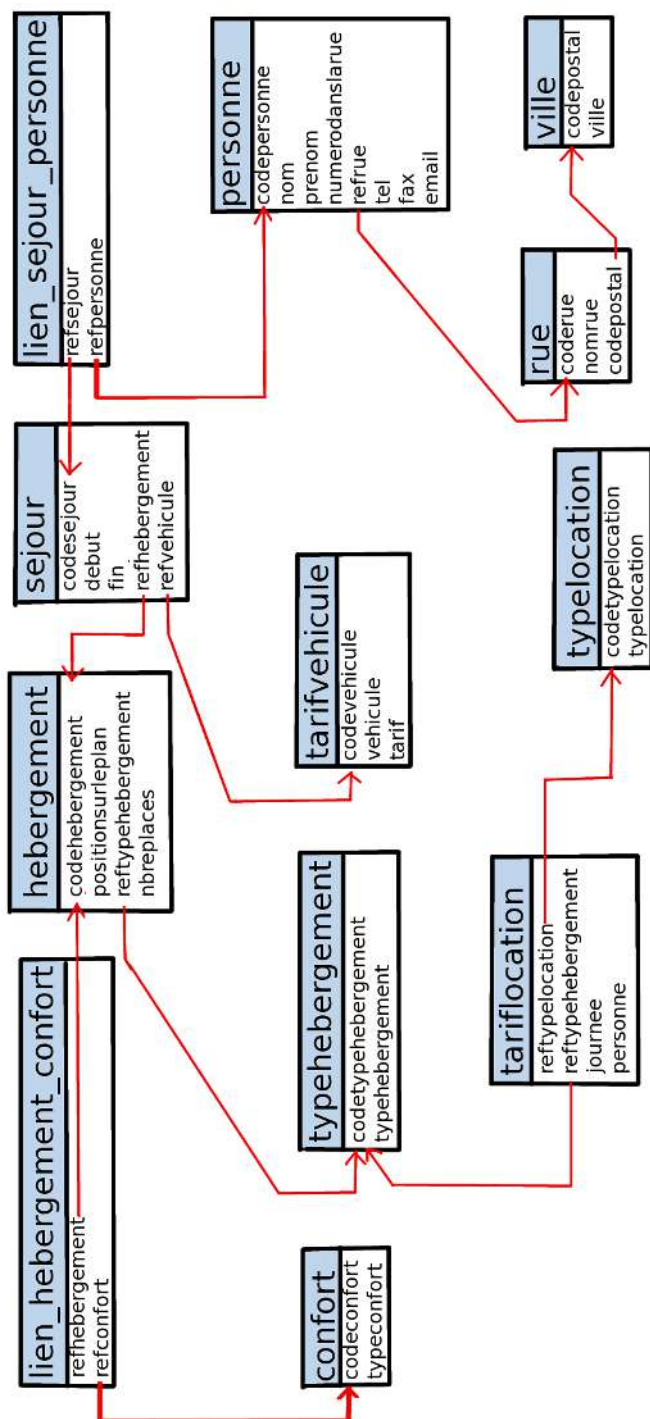 lien_hebergement_confort
refhebergement
refconfort
hebergement
codehebergement
positionsurleplan
reftypehebergement
nbreplaces
sejour
codesejour
debut
fin
refhebergement
refvehicule
lien_sejour_personne
refsejour
refpersonne
confort
codeconfort
typeconfort
typehebergement
codetypehebergement
typehebergement
tarifvehicule
codevehicule
vehicule
tarif
personne
codepersonne
nom
prenom
numerodanslarue
refrue
tel
fax
email
tariflocation
reftypelocation
reftypehebergement
journee
personne
typelocation
codetypelocation
typelocation
rue
coderue
nomrue
codepostal
ville
codepostal
ville